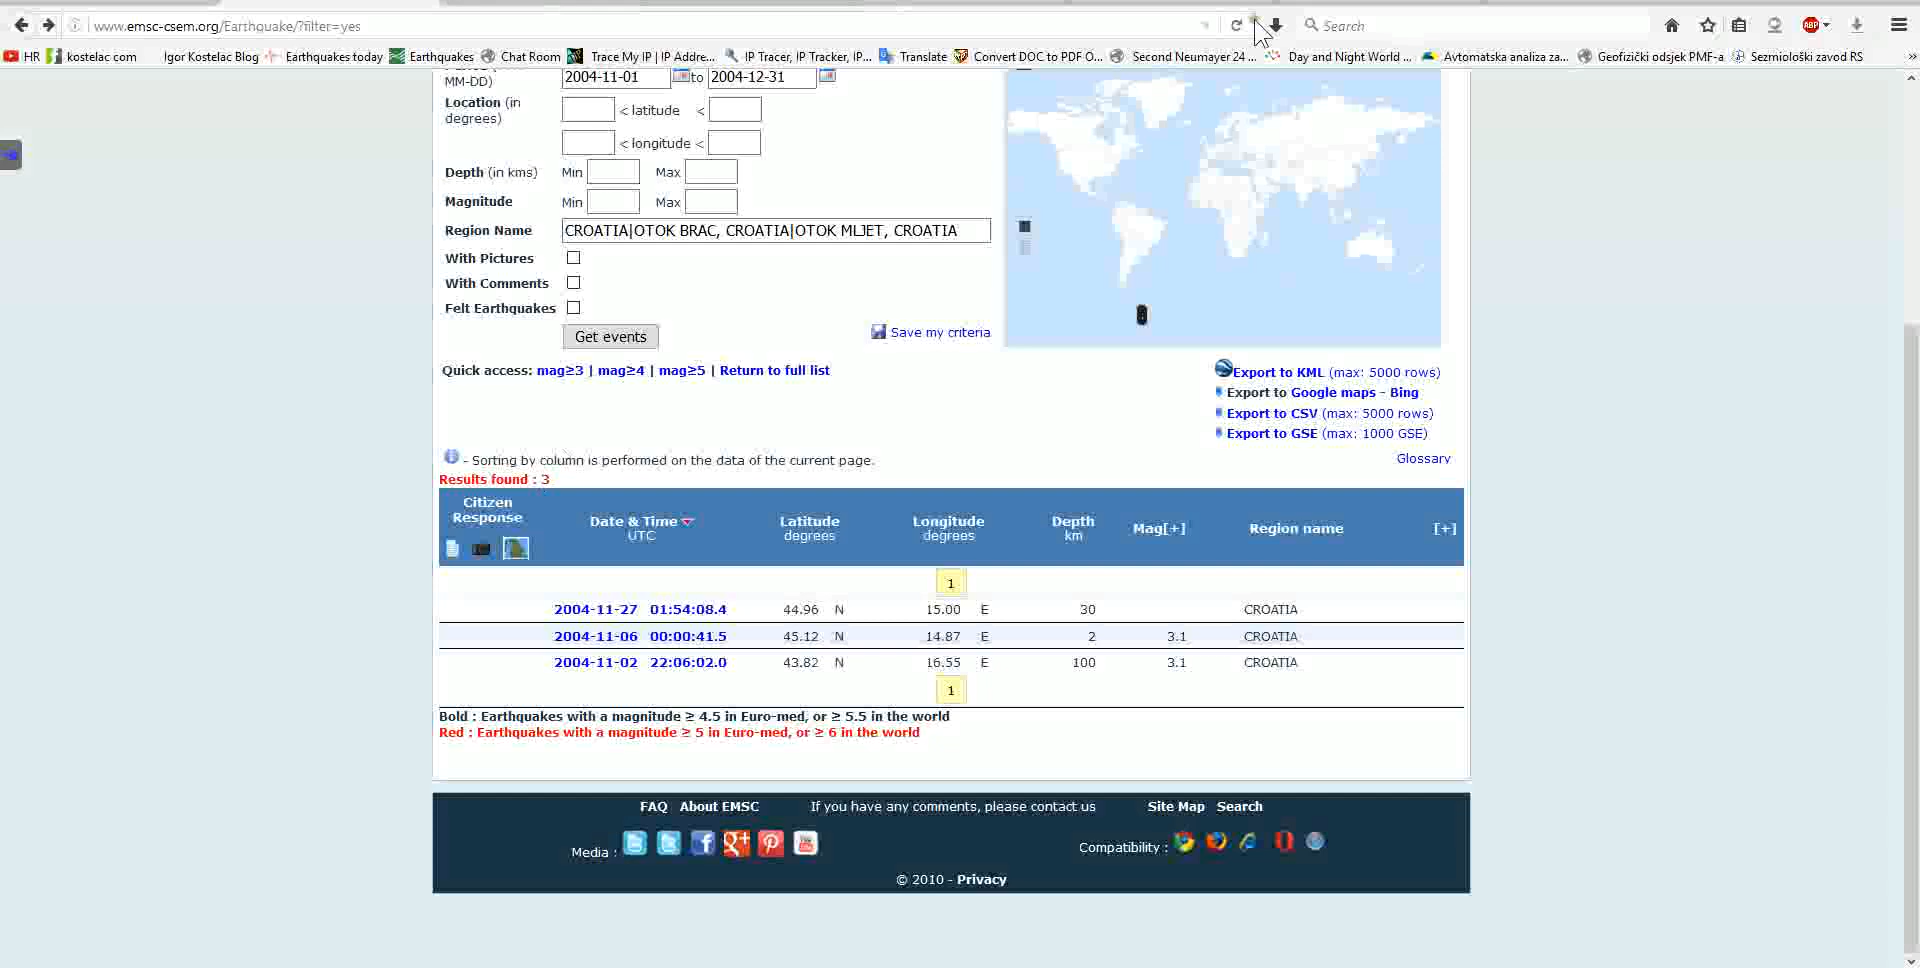 www.emsc-csem.org/Earthquake/?filter=yes
Search
HR kostelac com Igor Kostelac Blog Earthquakes today Earthquakes Chat Room Trace My IP | IP Addre... IP Tracer, IP Tracker, IP,... Translate Convert DOC to PDF O... Second Neumayer 24 ... Day and Night World ... Avtomatska analiza za... Geofizički odsjek PMF-a Sezmiološki zavod RS »
MM-DD) 2004-11-01 to 2004-12-31
Location (in degrees) < latitude <
< longitude <
Depth (in kms) Min Max
Magnitude Min Max
Region Name CROATIA|OTOK BRAC, CROATIA|OTOK MLJET, CROATIA
With Pictures
With Comments
Felt Earthquakes
Get events Save my criteria
Quick access: mag≥3 | mag≥4 | mag≥5 | Return to full list
Export to KML (max: 5000 rows)
Export to Google maps - Bing
Export to CSV (max: 5000 rows)
Export to GSE (max: 1000 GSE)
- Sorting by column is performed on the data of the current page.
Glossary
Results found : 3
Citizen Response Date & Time UTC Latitude degrees Longitude degrees Depth km Mag[+] Region name [+]
1
2004-11-27 01:54:08.4 44.96 N 15.00 E 30 CROATIA
2004-11-06 00:00:41.5 45.12 N 14.87 E 2 3.1 CROATIA
2004-11-02 22:06:02.0 43.82 N 16.55 E 100 3.1 CROATIA
1
Bold : Earthquakes with a magnitude ≥ 4.5 in Euro-med, or ≥ 5.5 in the world
Red : Earthquakes with a magnitude ≥ 5 in Euro-med, or ≥ 6 in the world
FAQ About EMSC If you have any comments, please contact us Site Map Search
Media : Compatibility :
© 2010 - Privacy